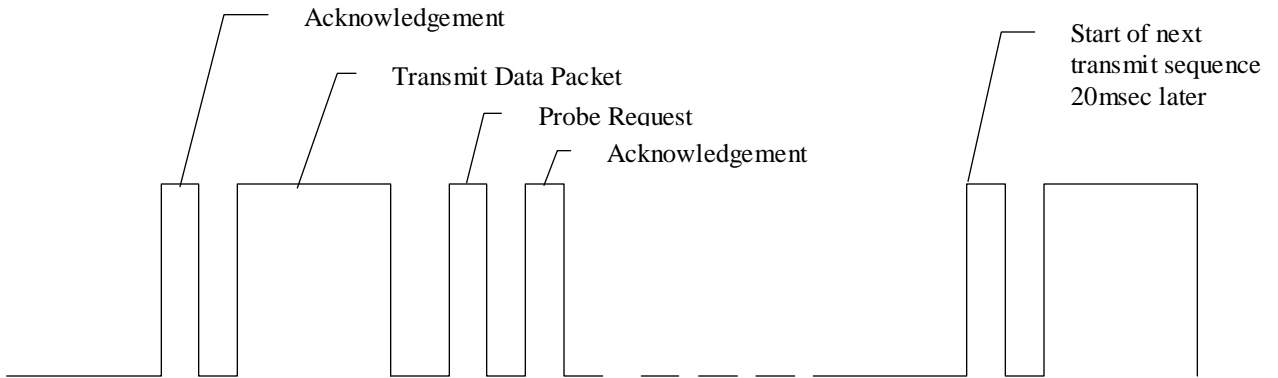 Acknowledgement
Transmit Data Packet
Probe Request
Acknowledgement
Start of next
transmit sequence
20msec later